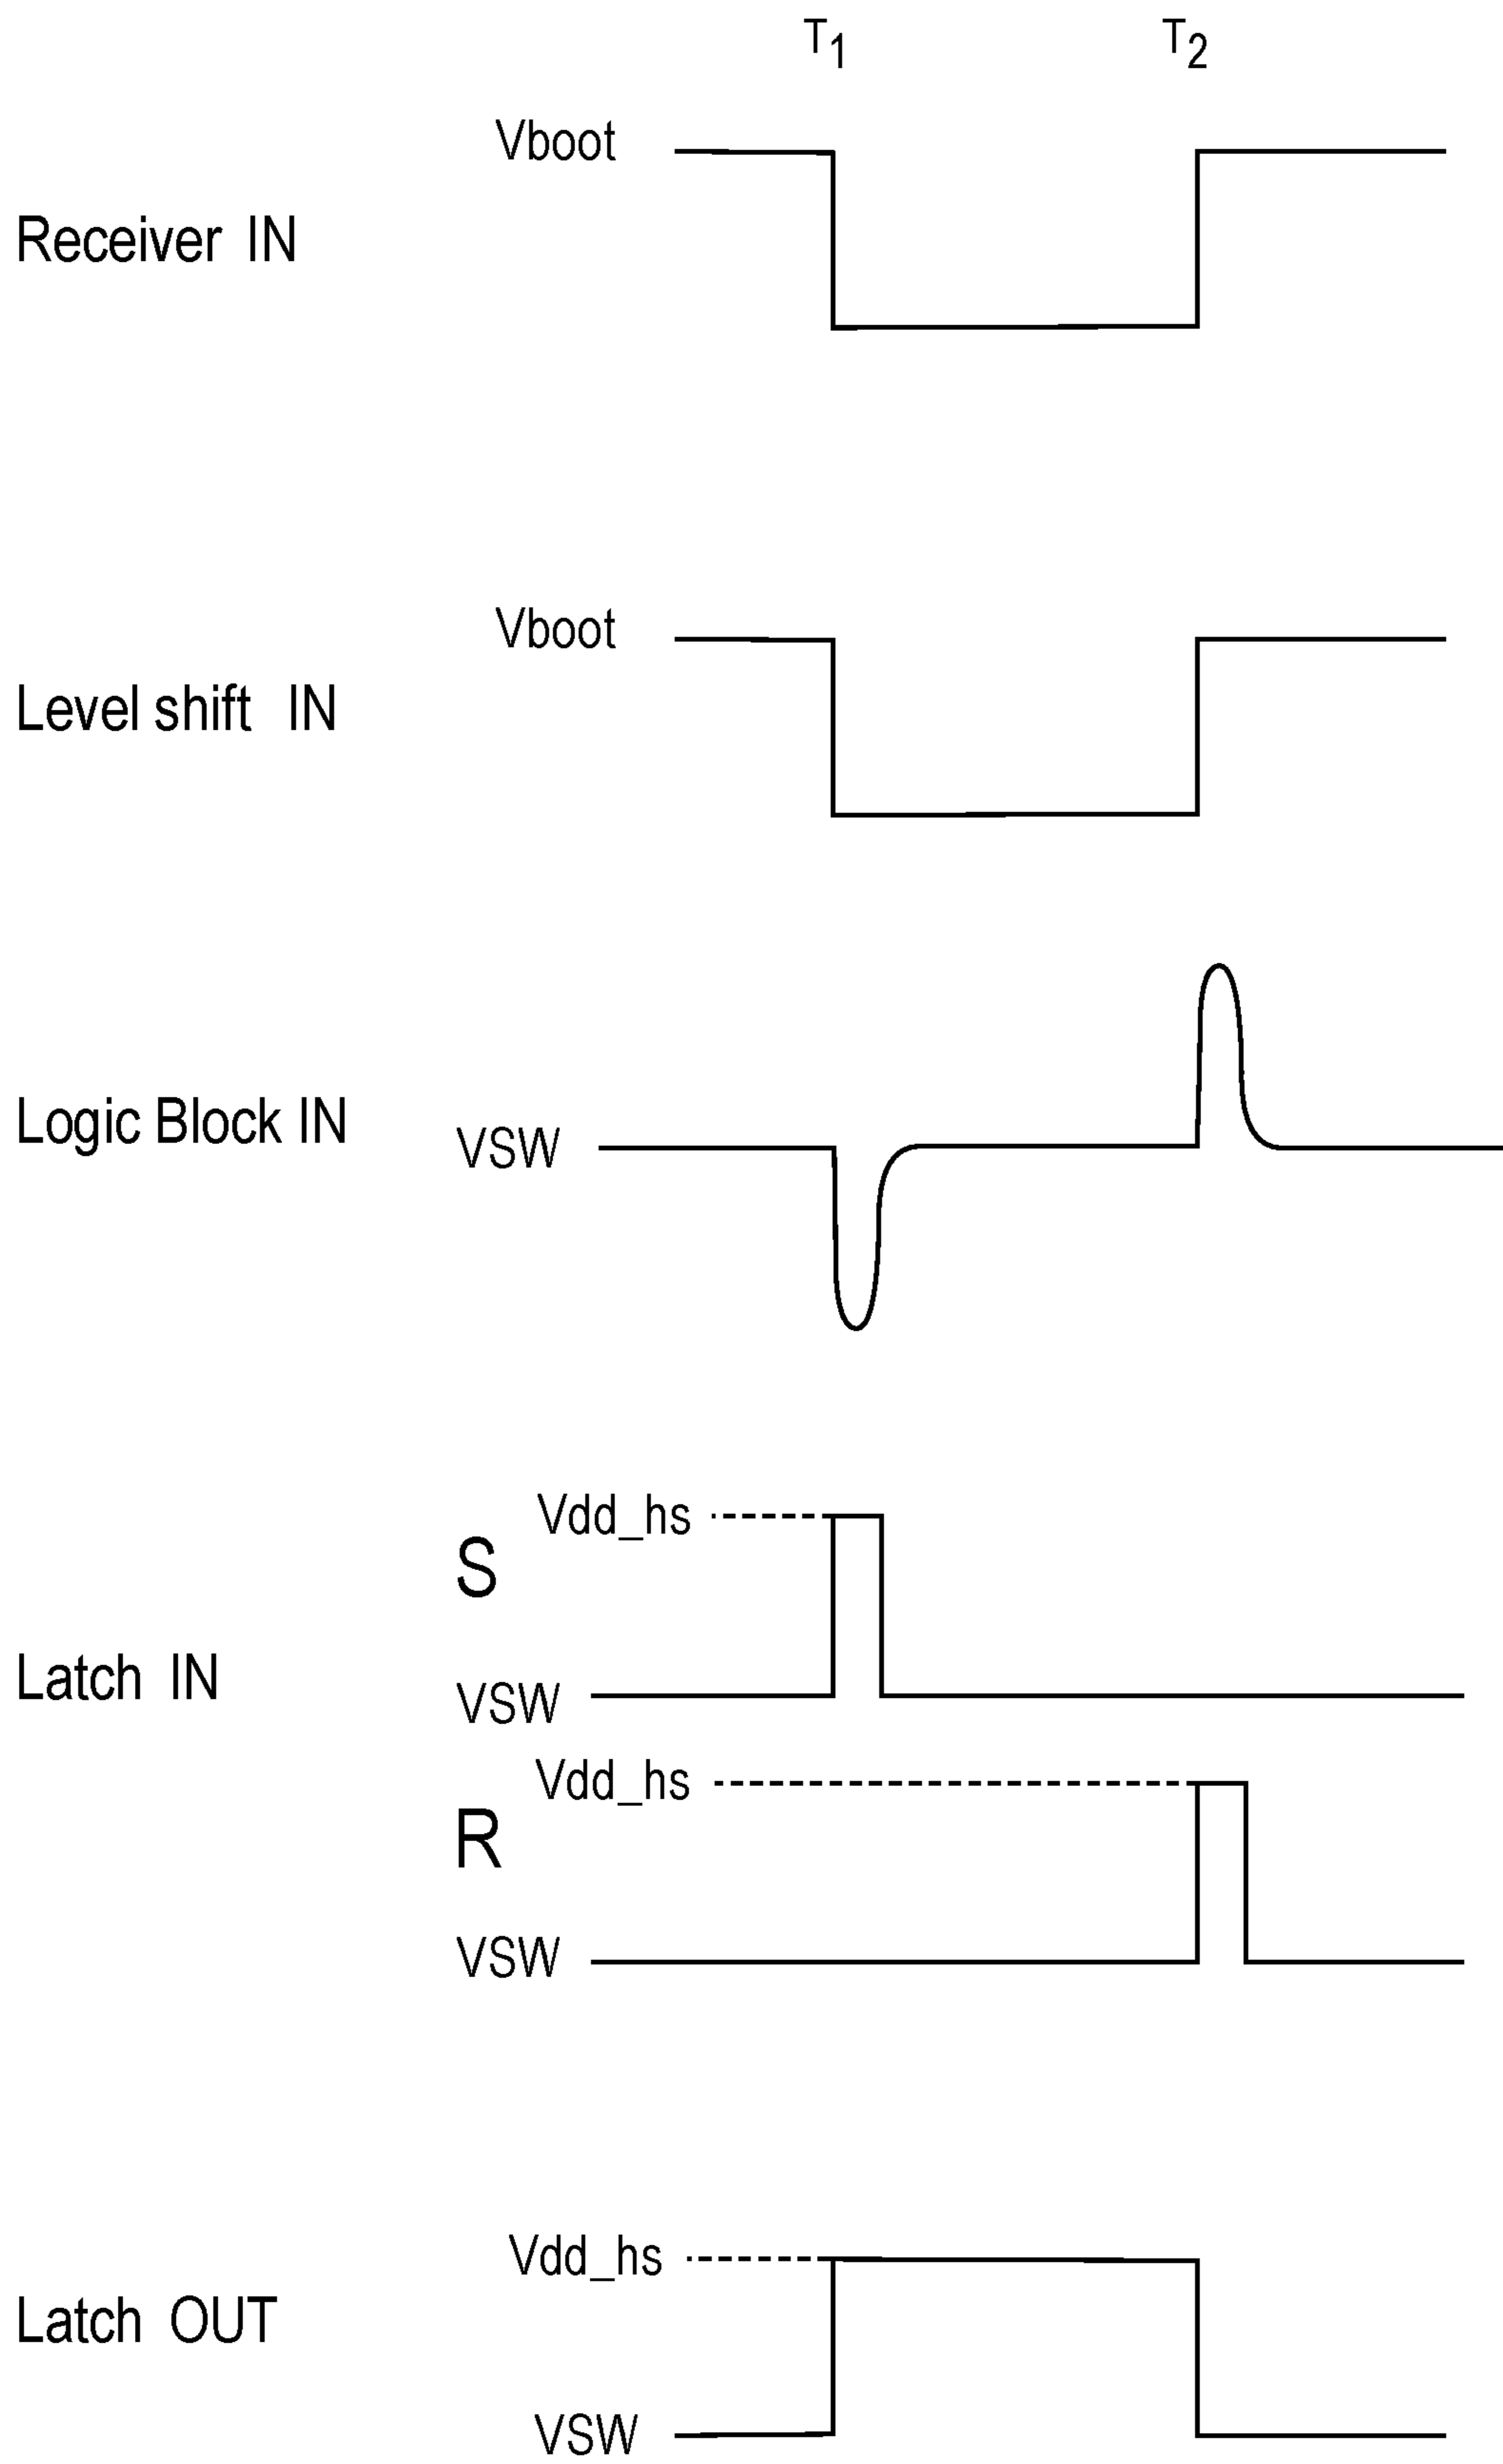 T1 T2
Vboot
Receiver IN
Vboot
Level shift IN
Logic Block IN VSW
Vdd_hs
S
Latch IN VSW
Vdd_hs
R
VSW
Vdd_hs
Latch OUT
VSW